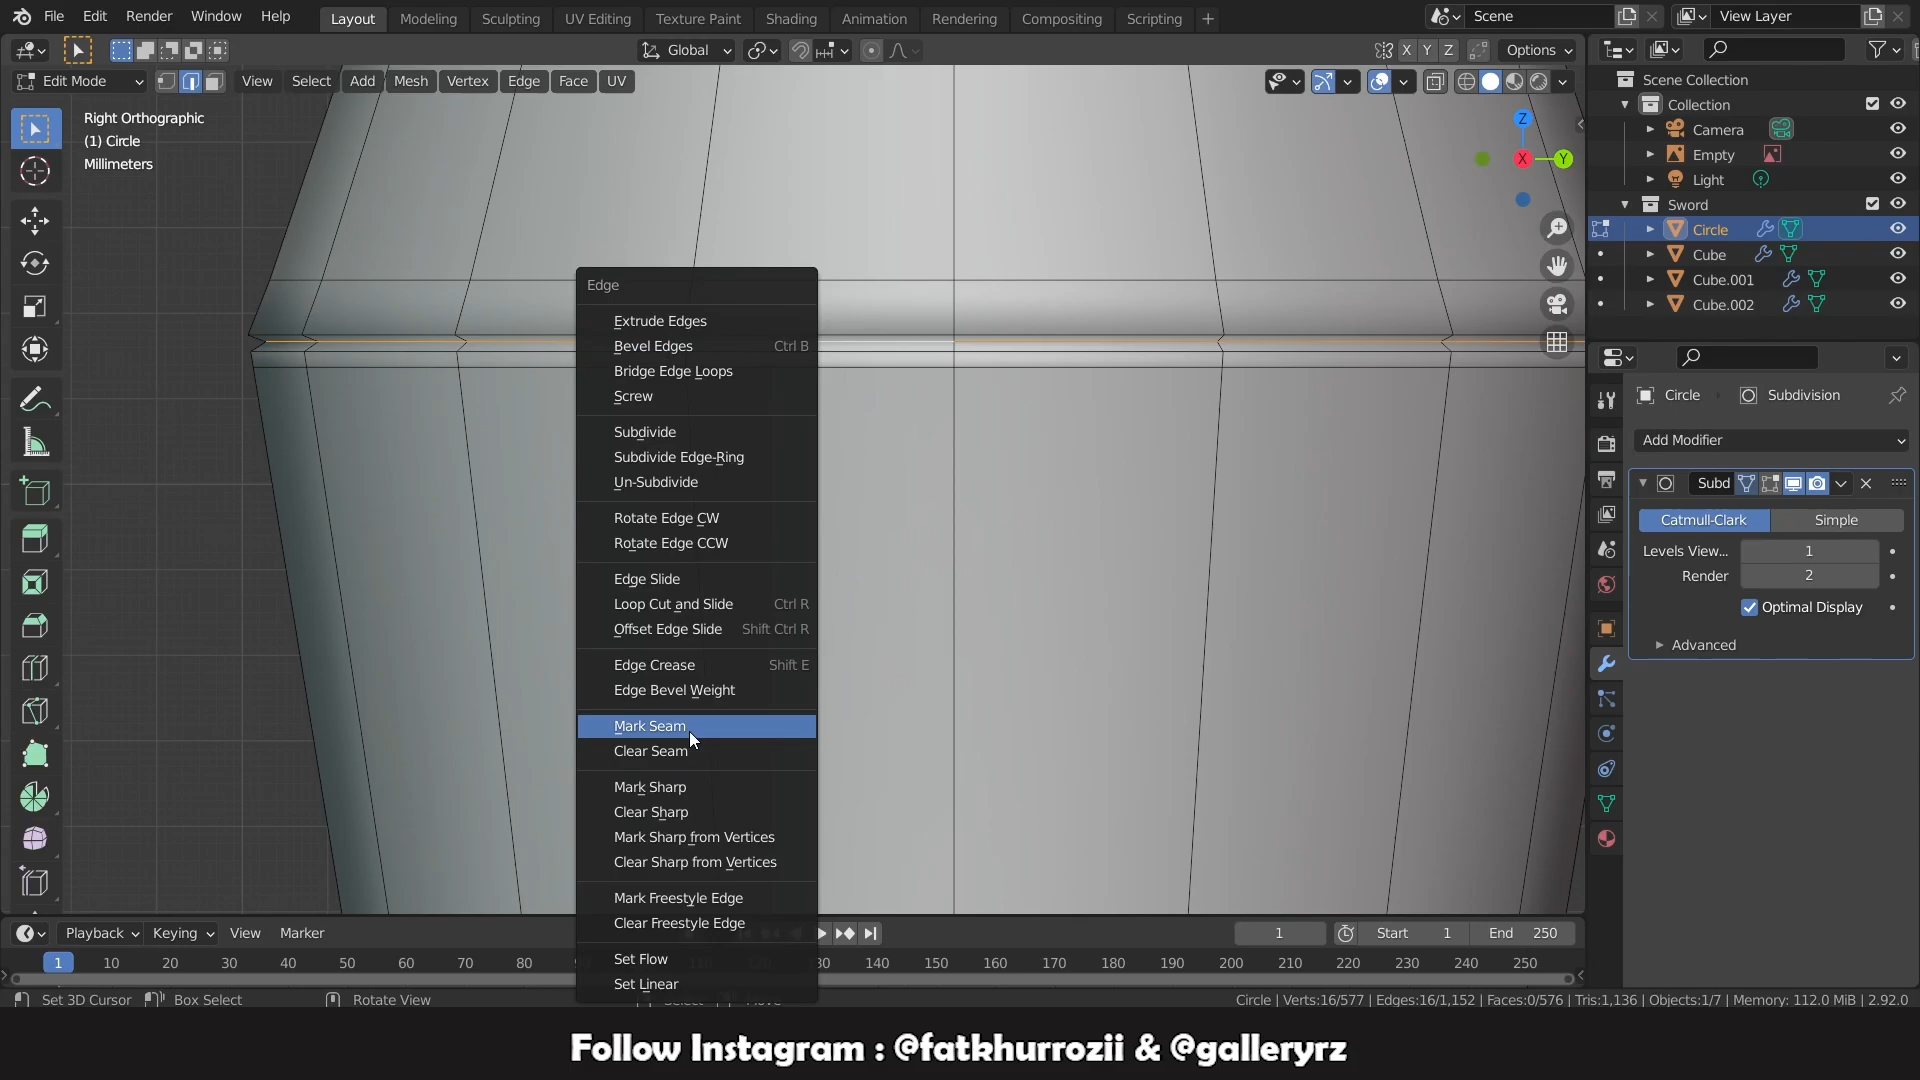 File Edit Render Window Help Layout Modeling Sculpting UV Editing Texture Paint Shading Animation Rendering Compositing Scripting + Scene View Layer
Global X Y Z Options
Edit Mode View Select Add Mesh Vertex Edge Face UV
Right Orthographic
(1) Circle
Millimeters
Z
X
Y
Edge
Extrude Edges
Bevel Edges Ctrl B
Bridge Edge Loops
Screw
Subdivide
Subdivide Edge-Ring
Un-Subdivide
Rotate Edge CW
Rotate Edge CCW
Edge Slide
Loop Cut and Slide Ctrl R
Offset Edge Slide Shift Ctrl R
Edge Crease Shift E
Edge Bevel Weight
Mark Seam
Clear Seam
Mark Sharp
Clear Sharp
Mark Sharp from Vertices
Clear Sharp from Vertices
Mark Freestyle Edge
Clear Freestyle Edge
Set Flow
Set Linear
Scene Collection
Collection
Camera
Empty
Light
Sword
Circle
Cube
Cube.001
Cube.002
Circle Subdivision
Add Modifier
Subd
Catmull-Clark Simple
Levels View... 1
Render 2
Optimal Display
Advanced
Playback Keying View Marker 1 Start 1 End 250
1 10 20 30 40 50 60 70 80 130 140 150 160 170 180 190 200 210 220 230 240 250
Set 3D Cursor Box Select Rotate View Circle | Verts:16/577 | Edges:16/1,152 | Faces:0/576 | Tris:1,136 | Objects:1/7 | Memory: 112.0 MiB | 2.92.0
Follow Instagram : @fatkhurrozii & @galleryrz